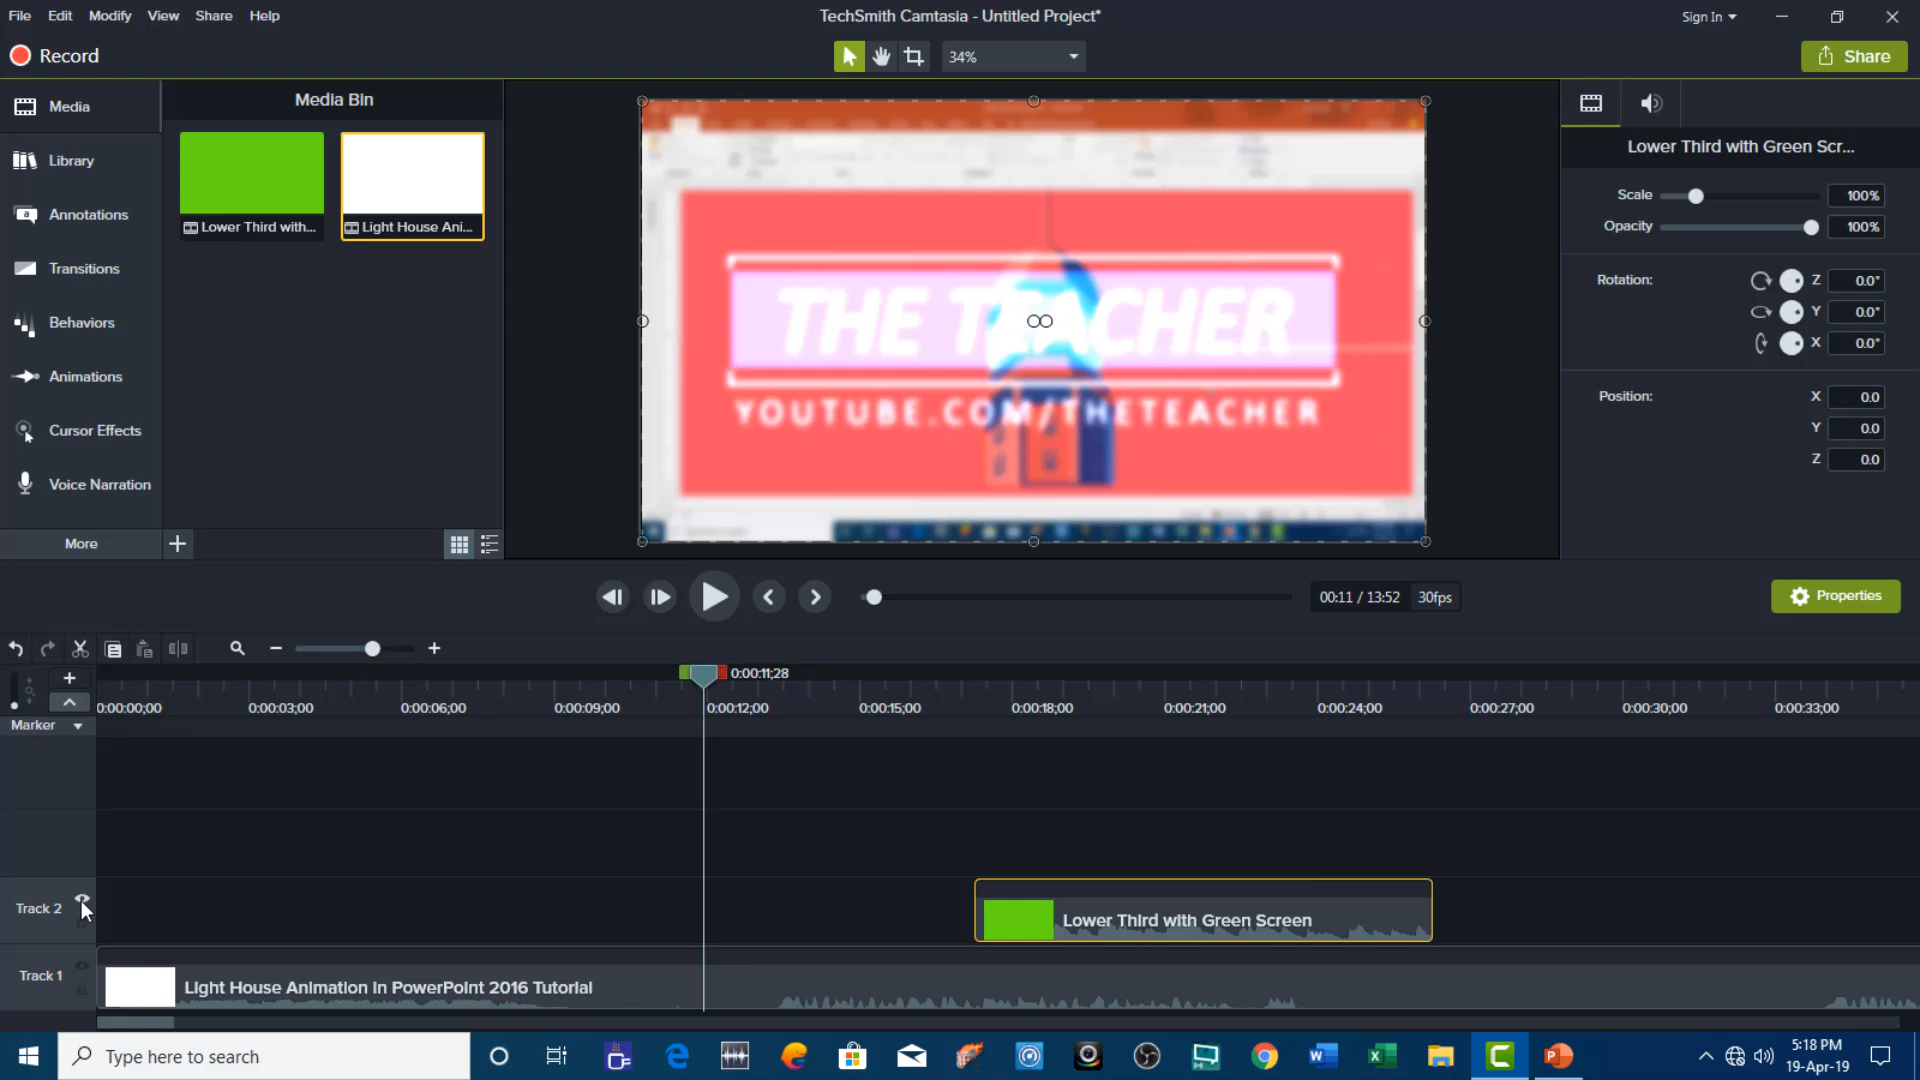 File Edit Modify View Share Help
TechSmith Camtasia - Untitled Project*
Sign In
Record
34%
Share
Media
Library
Annotations
Transitions
Behaviors
Animations
Cursor Effects
Voice Narration
More
Media Bin
Lower Third with...
Light House Ani...
THE TEACHER
YOUTUBE.COM/THETEACHER
Lower Third with Green Scr...
Scale 100%
Opacity 100%
Rotation: Z 0.0°
Y 0.0°
X 0.0°
Position: X 0.0
Y 0.0
Z 0.0
00:11 / 13:52 30fps
Properties
0:00:11;28
0:00:00;00 0:00:03;00 0:00:06;00 0:00:09;00 0:00:12;00 0:00:15;00 0:00:18;00 0:00:21;00 0:00:24;00 0:00:27;00 0:00:30;00 0:00:33;00
Marker
Track 2
Lower Third with Green Screen
Track 1
Light House Animation in PowerPoint 2016 Tutorial
Type here to search
5:18 PM
19-Apr-19